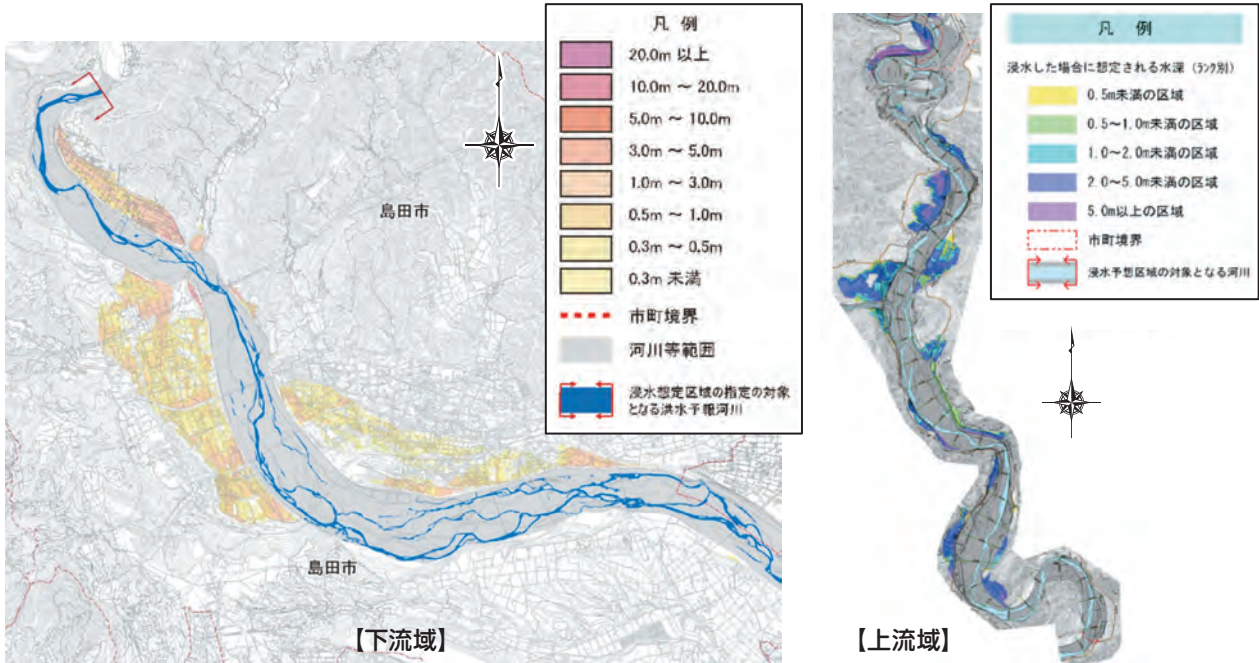 凡 例
20.0m 以上
10.0m ～ 20.0m
5.0m ～ 10.0m
3.0m ～ 5.0m
1.0m ～ 3.0m
0.5m ～ 1.0m
0.3m ～ 0.5m
0.3m 未満
市町境界
河川等範囲
浸水想定区域の指定の対象
となる洪水予報河川
島田市
島田市
【下流域】
凡 例
浸水した場合に想定される水深（ランク別）
0.5m未満の区域
0.5～1.0m未満の区域
1.0～2.0m未満の区域
2.0～5.0m未満の区域
5.0m以上の区域
市町境界
浸水予想区域の対象となる河川
【上流域】